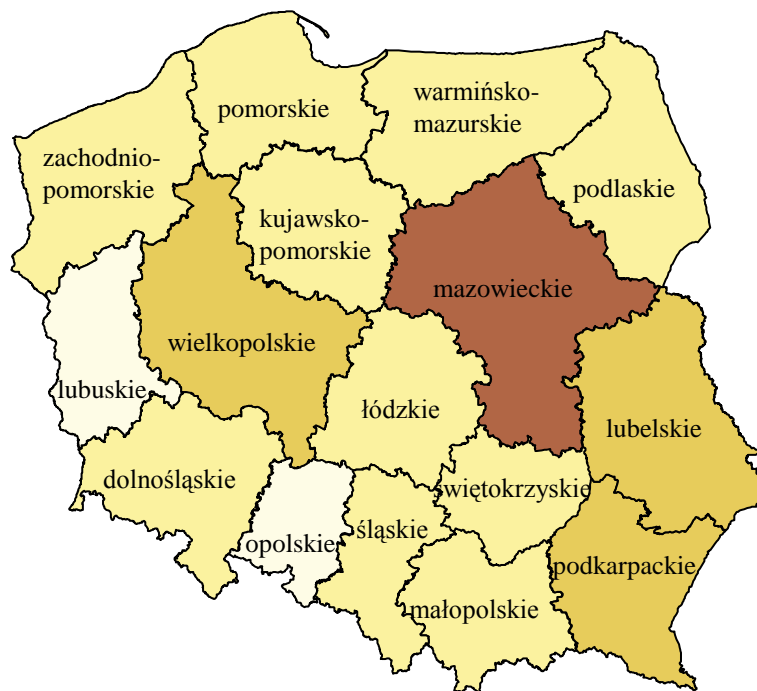 pomorskie
warmińsko-
mazurskie
zachodnio-
pomorskie
podlaskie
kujawsko-
pomorskie
mazowieckie
wielkopolskie
lubuskie
łódzkie
lubelskie
dolnośląskie
świętokrzyskie
opolskie
śląskie
podkarpackie
małopolskie